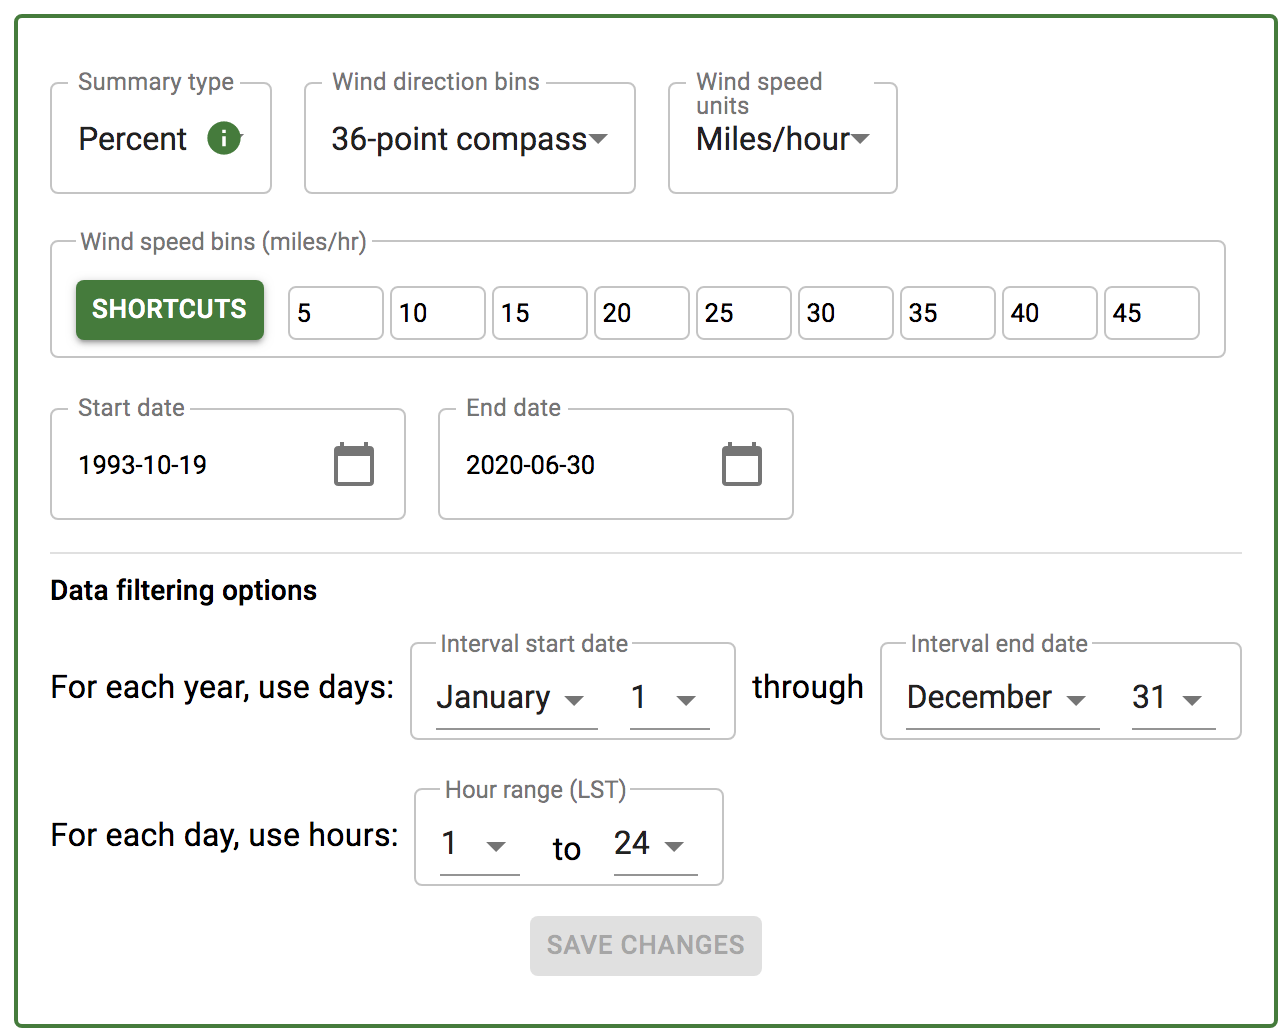 Summary type
Percent
Wind direction bins
36-point compass
Wind speed
units
Miles/hour
Wind speed bins (miles/hr)
SHORTCUTS
5
10
15
20
25
30
35
40
45
Start date
1993-10-19
End date
2020-06-30
Data filtering options
For each year, use days:
Interval start date
January
1
through
Interval end date
December
31
For each day, use hours:
Hour range (LST)
1
to
24
SAVE CHANGES